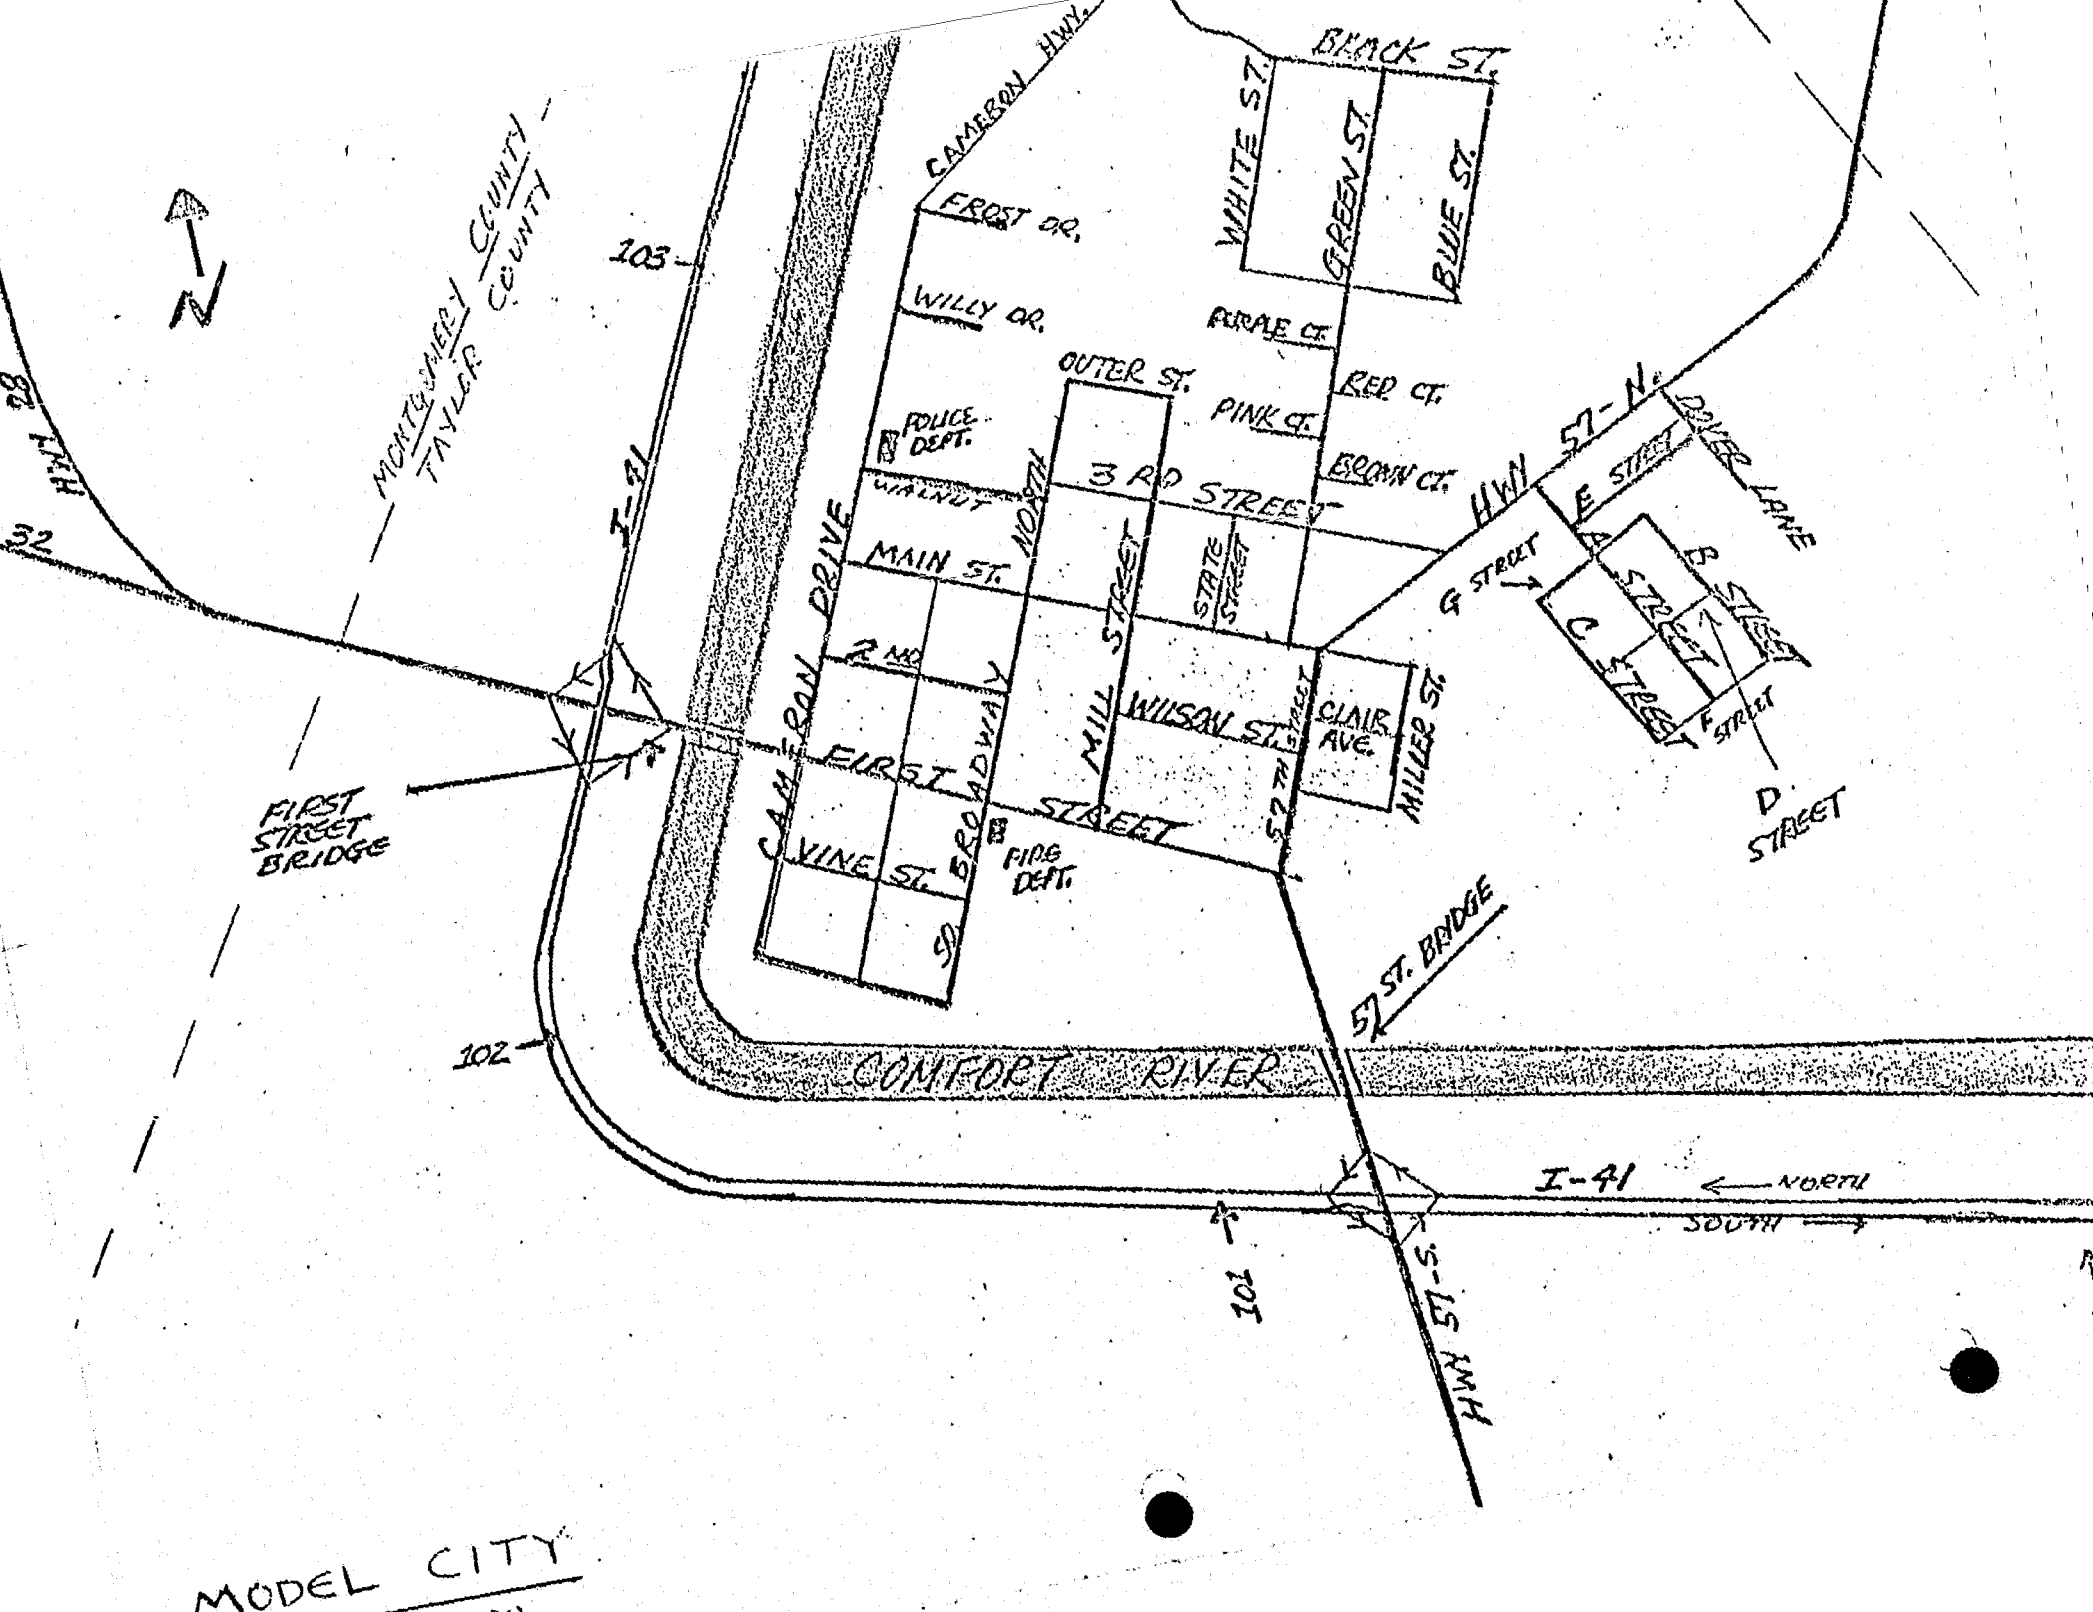 CAMERON HWY.
BLACK ST.
WHITE ST.
GREEN ST.
BLUE ST.
MONTGOMERY COUNTY
TAYLOR COUNTY
N
103
FROST DR.
WILLY DR.
PURPLE CT.
OUTER ST.
RED CT.
PINK CT.
BROWN CT.
HWY 28
32
I-41
POLICE
DEPT.
WALNUT
3 RD STREET
HWY 57-N.
DOVER LANE
E STREET
A STREET
B STREET
G STREET
C STREET
F STREET
D.
STREET
MAIN ST.
STATE
STREET
NORTH
BROADWAY
SO.
MILL STREET
CAMERON DRIVE
2 ND
WILSON ST.
57TH STREET
CLAIR
AVE.
MILLER ST.
FIRST STREET
FIRST
STREET
BRIDGE
VINE ST.
FIRE
DEPT.
57 ST. BRIDGE
102
COMFORT RIVER
I-41
NORTH
SOUTH
101
HWY 57-S.
MODEL CITY